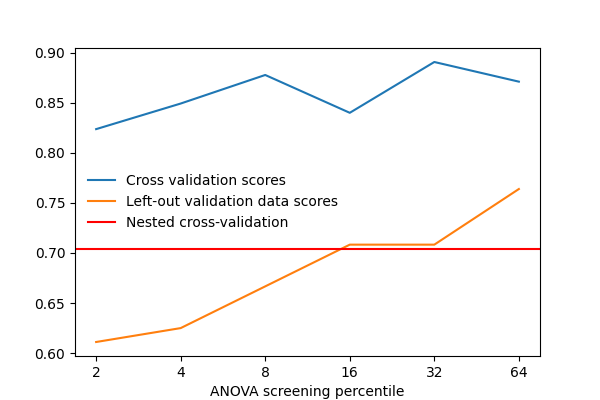 0.90
0.85
0.80
0.75
0.70
0.65
0.60
Cross validation scores
Left-out validation data scores
Nested cross-validation
2 4 8 16 32 64
ANOVA screening percentile